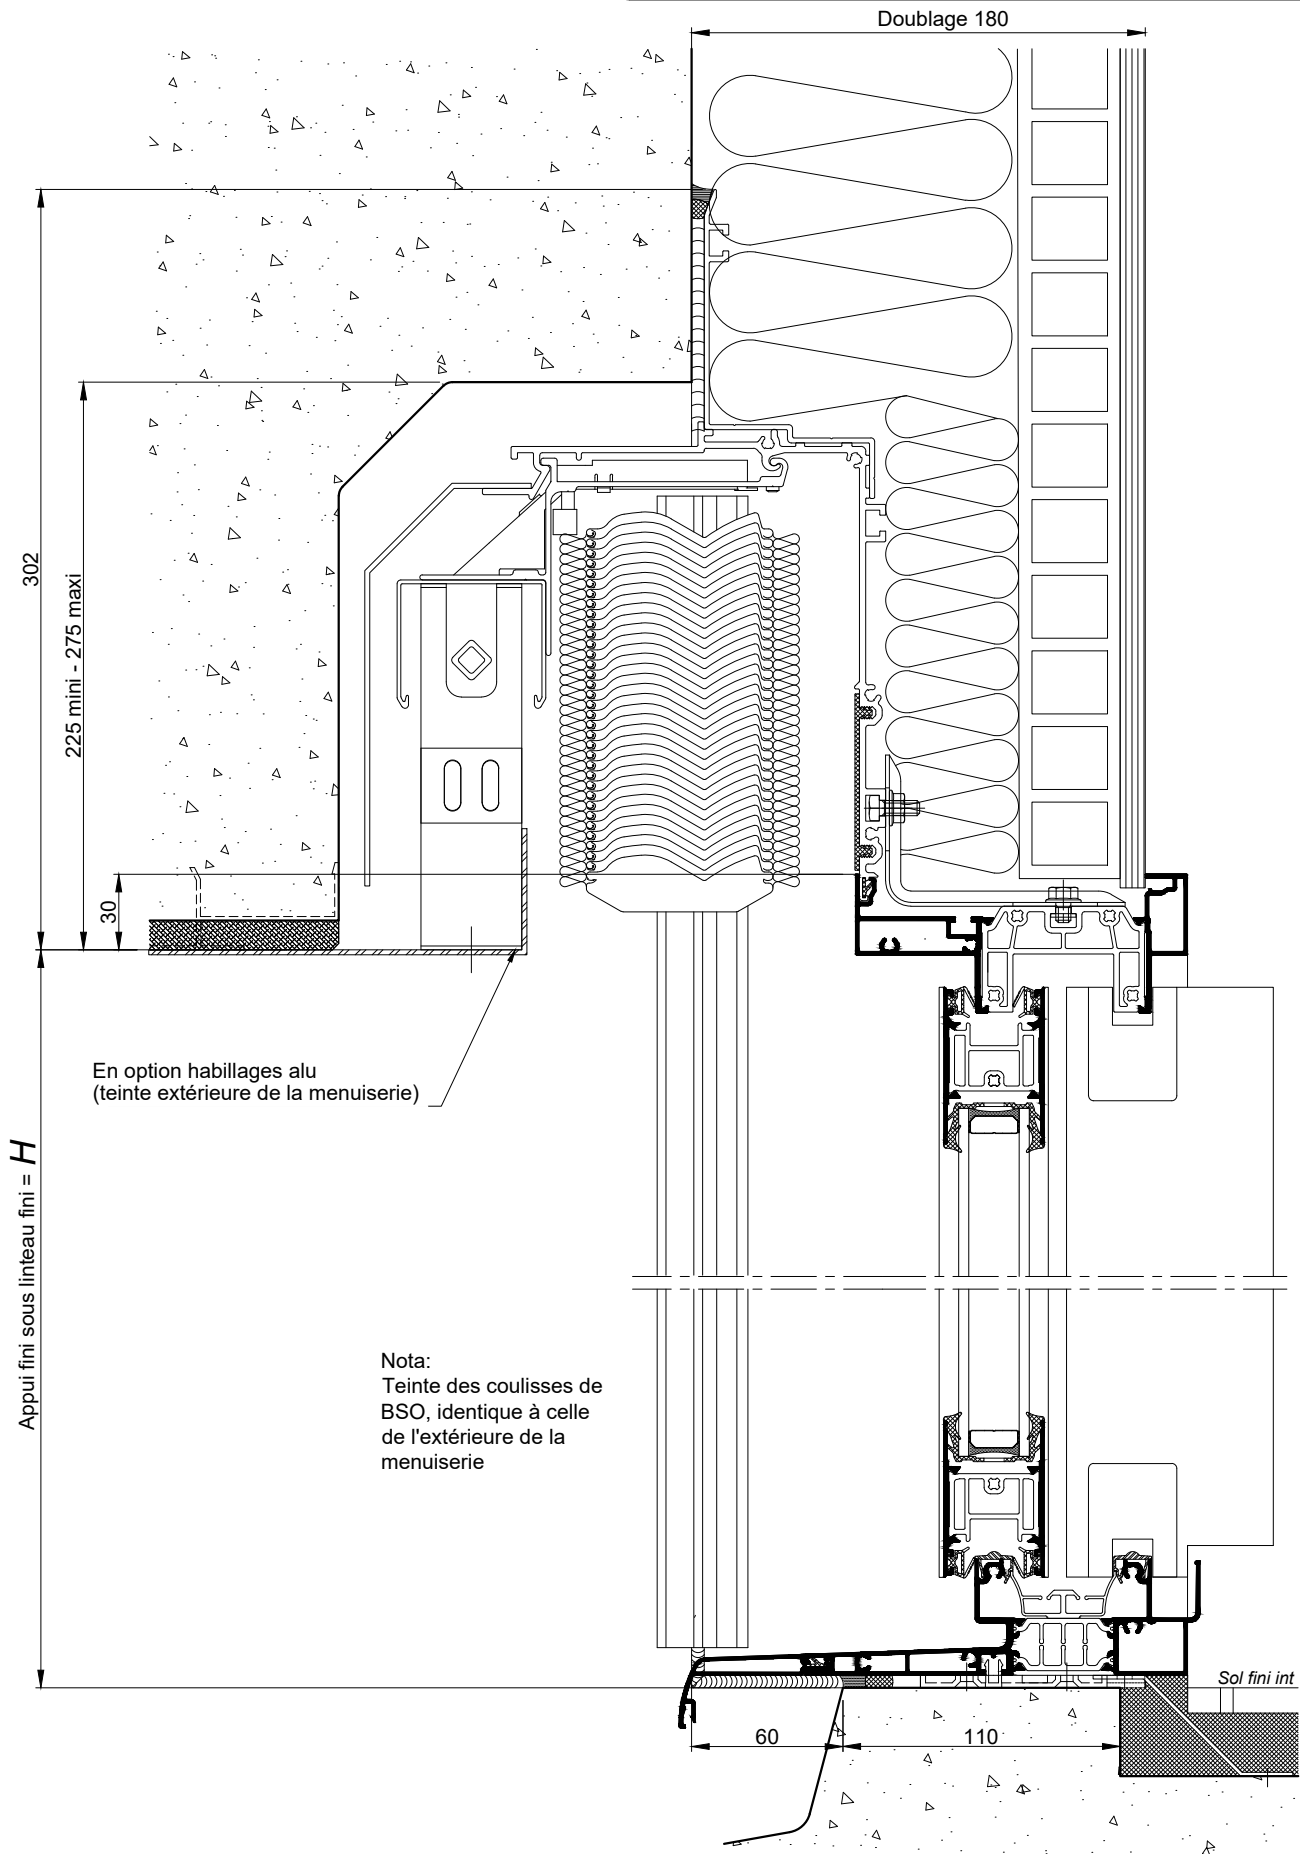 Doublage 180
302
225 mini - 275 maxi
30
En option habillages alu
(teinte extérieure de la menuiserie)
Appui fini sous linteau fini = H
Nota:
Teinte des coulisses de
BSO, identique à celle
de l'extérieure de la
menuiserie
Sol fini int
60
110